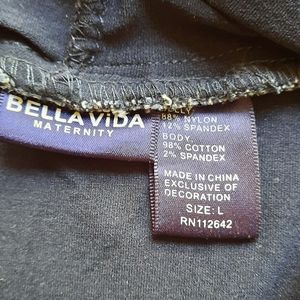 BELLA ViDA
MATERNITY
88% NYLON
12% SPANDEX
BODY
98% COTTON
2% SPANDEX
MADE IN CHINA
EXCLUSIVE OF
DECORATION
SIZE: L
RN112642